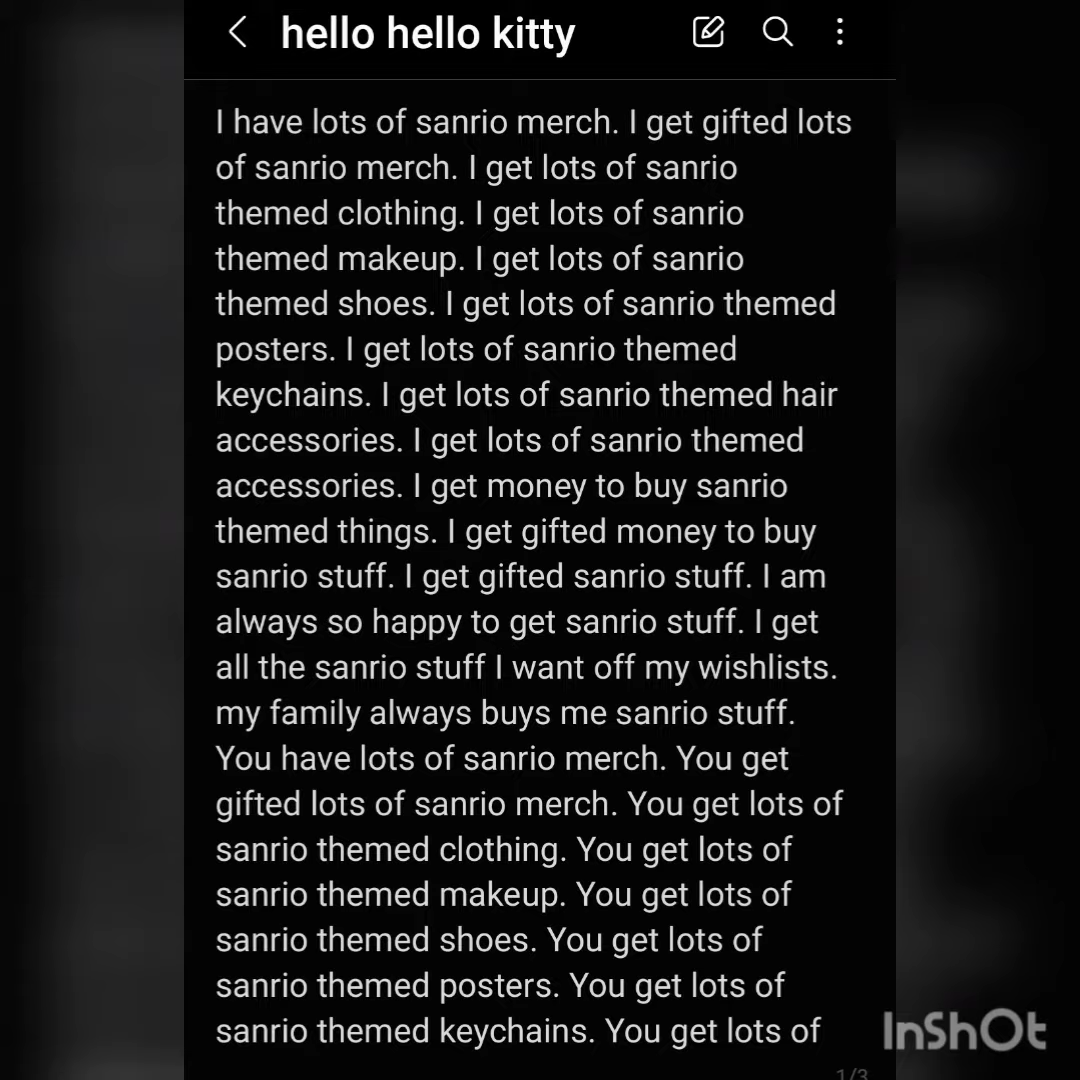 hello hello kitty
I have lots of sanrio merch. I get gifted lots
of sanrio merch. I get lots of sanrio
themed clothing. I get lots of sanrio
themed makeup. I get lots of sanrio
themed shoes. I get lots of sanrio themed
posters. I get lots of sanrio themed
keychains. I get lots of sanrio themed hair
accessories. I get lots of sanrio themed
accessories. I get money to buy sanrio
themed things. I get gifted money to buy
sanrio stuff. I get gifted sanrio stuff. I am
always so happy to get sanrio stuff. I get
all the sanrio stuff I want off my wishlists.
my family always buys me sanrio stuff.
You have lots of sanrio merch. You get
gifted lots of sanrio merch. You get lots of
sanrio themed clothing. You get lots of
sanrio themed makeup. You get lots of
sanrio themed shoes. You get lots of
sanrio themed posters. You get lots of
sanrio themed keychains. You get lots of
InShOt
1/3